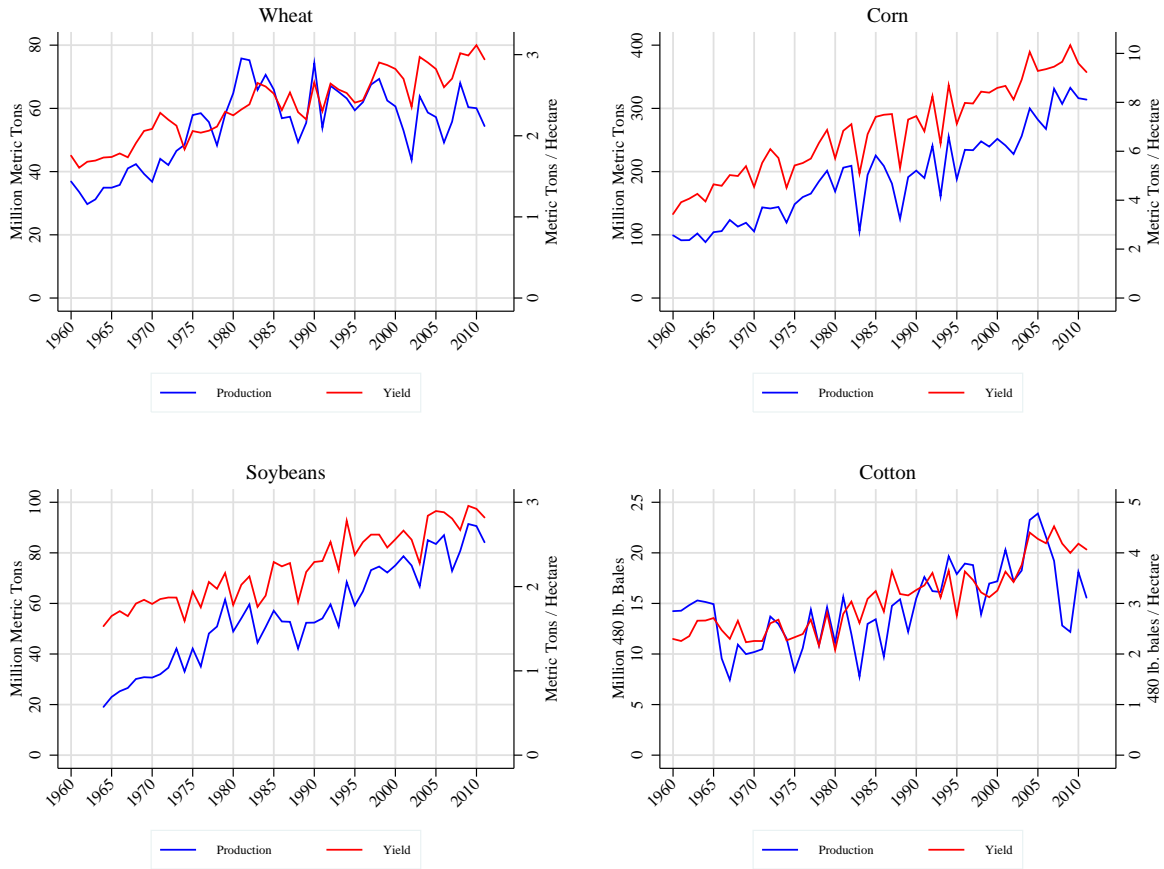 Wheat
Million Metric Tons
0 20 40 60 80
Metric Tons / Hectare
0 1 2 3
1960 1965 1970 1975 1980 1985 1990 1995 2000 2005 2010
Production Yield
Corn
Million Metric Tons
0 100 200 300 400
Metric Tons / Hectare
0 2 4 6 8 10
1960 1965 1970 1975 1980 1985 1990 1995 2000 2005 2010
Production Yield
Soybeans
Million Metric Tons
0 20 40 60 80 100
Metric Tons / Hectare
0 1 2 3
1960 1965 1970 1975 1980 1985 1990 1995 2000 2005 2010
Production Yield
Cotton
Million 480 lb. Bales
0 5 10 15 20 25
480 lb. bales / Hectare
0 1 2 3 4 5
1960 1965 1970 1975 1980 1985 1990 1995 2000 2005 2010
Production Yield